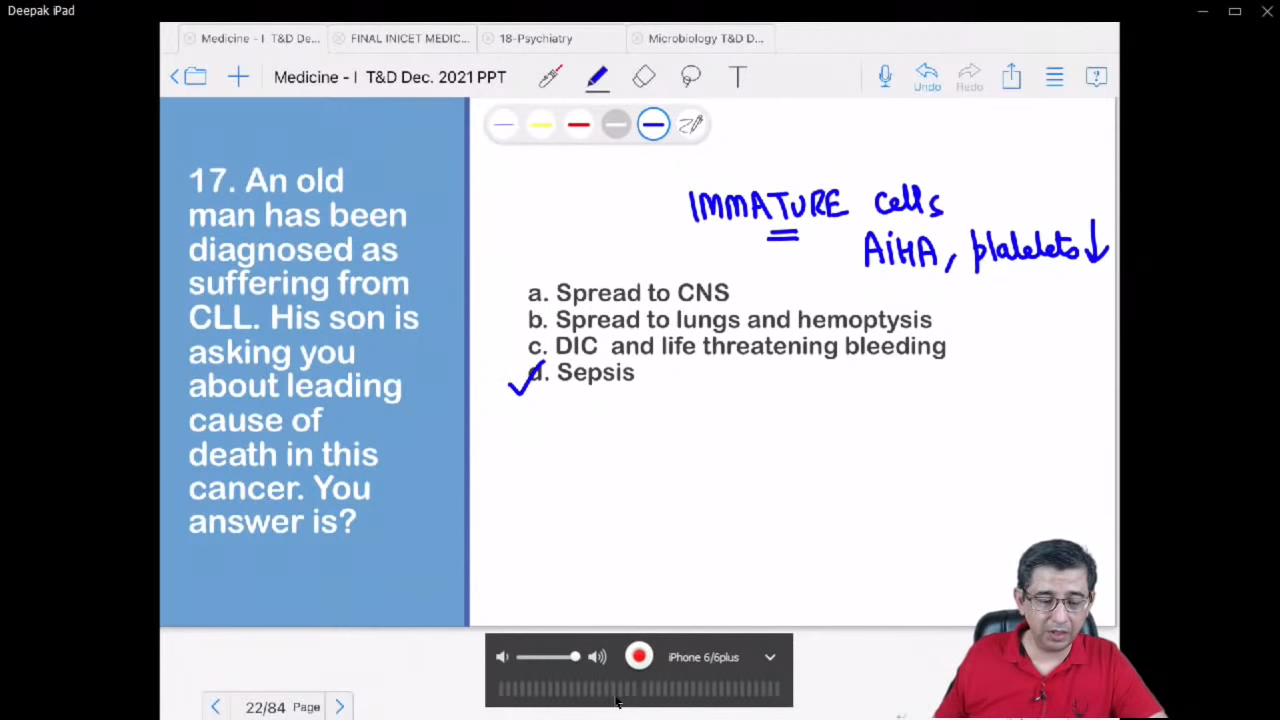 Deepak iPad
Medicine - I T&D De...
FINAL INICET MEDIC...
18-Psychiatry
Microbiology T&D D...
Medicine - I T&D Dec. 2021 PPT
T
Undo
Redo
?
17. An old
man has been
diagnosed as
suffering from
CLL. His son is
asking you
about leading
cause of
death in this
cancer. You
answer is?
IMMATURE cells
AiHA, platelets↓
a. Spread to CNS
b. Spread to lungs and hemoptysis
c. DIC and life threatening bleeding
d. Sepsis
iPhone 6/6plus
22/84 Page